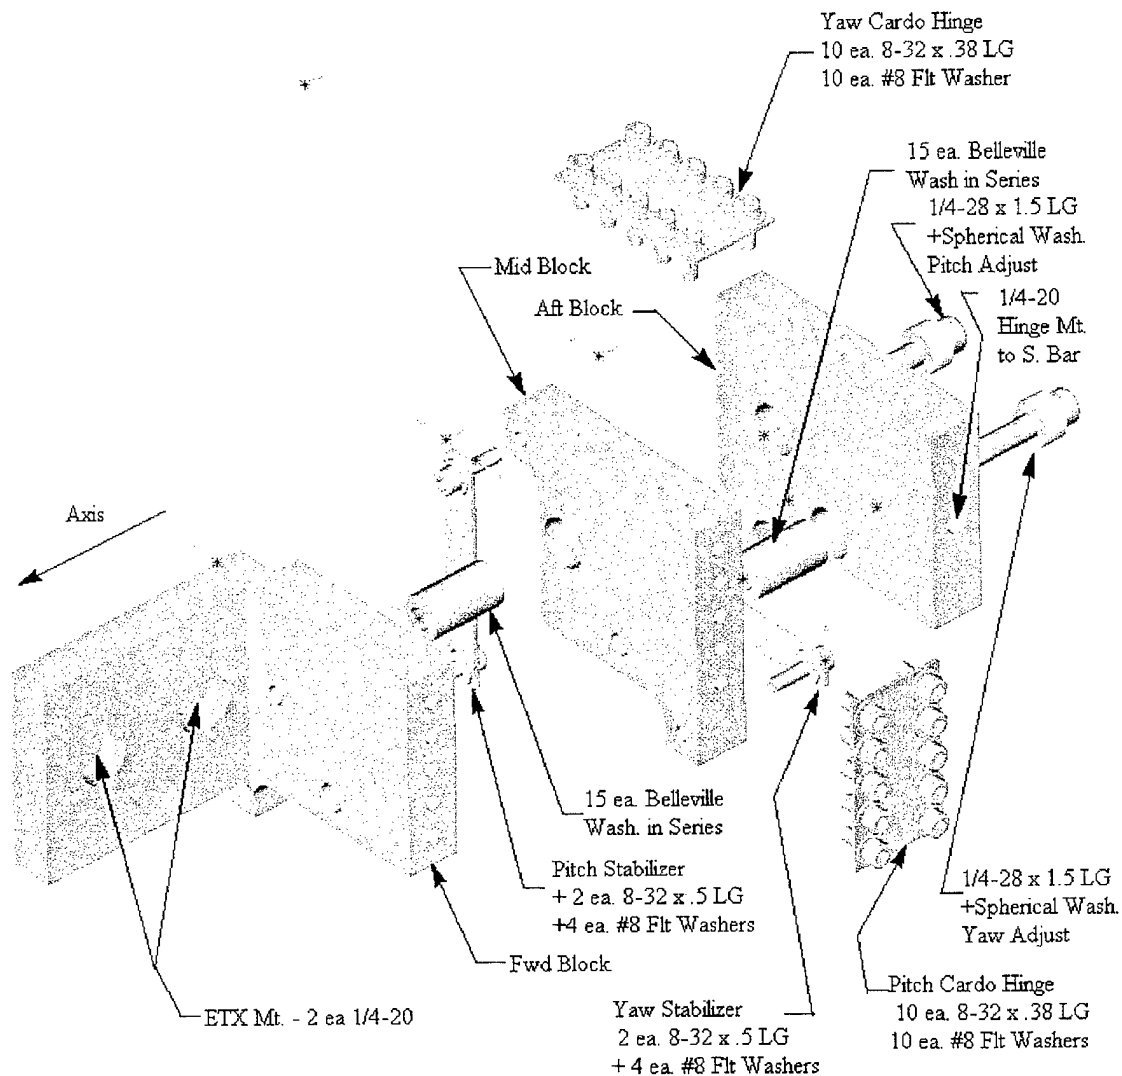 Yaw Cardo Hinge
10 ea. 8-32 x .38 LG
10 ea. #8 Flt Washer
15 ea. Belleville
Wash in Series
1/4-28 x 1.5 LG
+Spherical Wash.
Pitch Adjust
1/4-20
Hinge Mt.
to S. Bar
Mid Block
Aft Block
Axis
15 ea. Belleville
Wash. in Series
Pitch Stabilizer
+ 2 ea. 8-32 x .5 LG
+4 ea. #8 Flt Washers
Fwd Block
ETX Mt. - 2 ea 1/4-20
1/4-28 x 1.5 LG
+Spherical Wash.
Yaw Adjust
Pitch Cardo Hinge
10 ea. 8-32 x .38 LG
10 ea. #8 Flt Washers
Yaw Stabilizer
2 ea. 8-32 x .5 LG
+ 4 ea. #8 Flt Washers